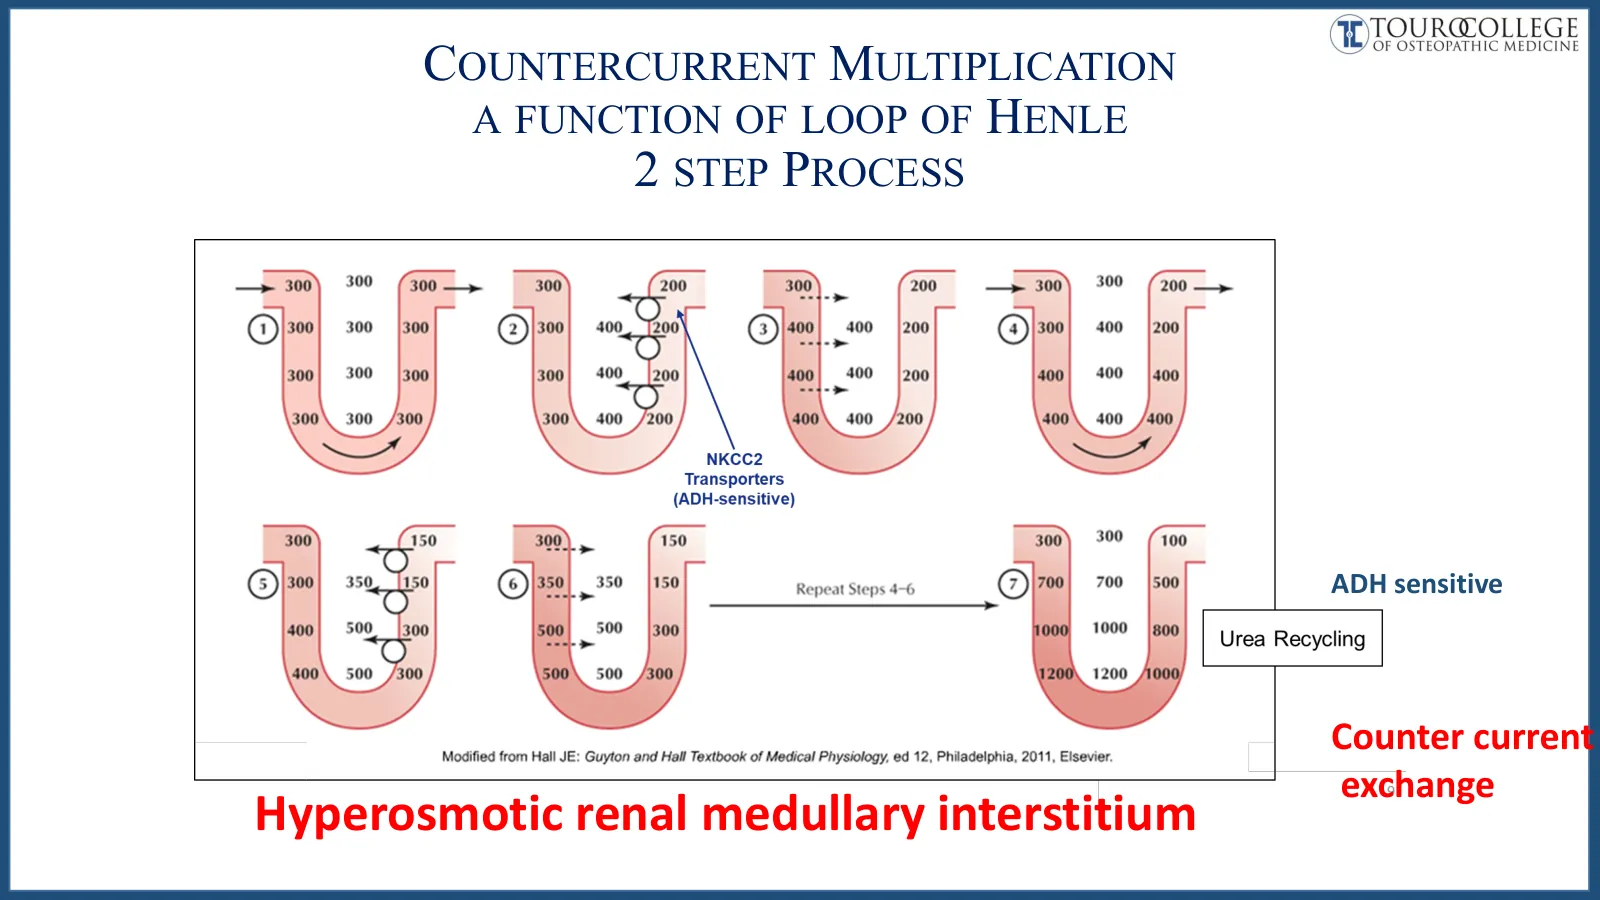 TOUROCOLLEGE
OF OSTEOPATHIC MEDICINE
COUNTERCURRENT MULTIPLICATION
A FUNCTION OF LOOP OF HENLE
2 STEP PROCESS
300 300 300
1 300 300 300
300 300 300
300 300 300
300 200
2 300 400 200
300 400 200
300 400 200
NKCC2
Transporters
(ADH-sensitive)
300 200
3 400 400 200
400 400 200
400 400 200
300 300 200
4 300 400 200
400 400 400
400 400 400
300 150
5 300 350 150
400 500 300
400 500 300
300 150
6 350 350 150
500 500 300
500 500 300
Repeat Steps 4–6
300 300 100
7 700 700 500
1000 1000 800
1200 1200 1000
ADH sensitive
Urea Recycling
Counter current
exchange
9
Modified from Hall JE: Guyton and Hall Textbook of Medical Physiology, ed 12, Philadelphia, 2011, Elsevier.
Hyperosmotic renal medullary interstitium